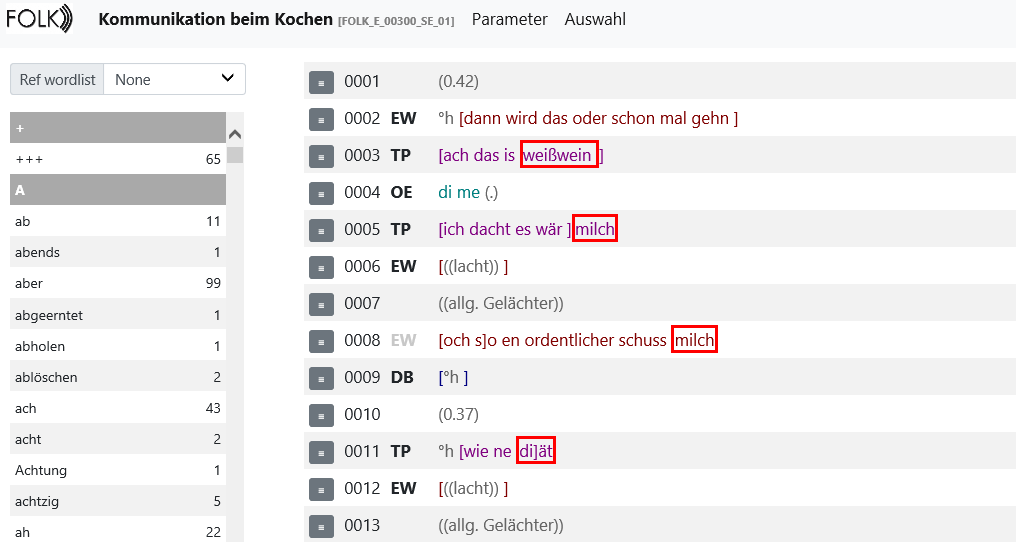 FOLK Kommunikation beim Kochen [FOLK_E_00300_SE_01] Parameter Auswahl
Ref wordlist None
+
+++ 65
A
ab 11
abends 1
aber 99
abgeerntet 1
abholen 1
ablöschen 2
ach 43
acht 2
Achtung 1
achtzig 5
ah 22
0001 (0.42)
0002 EW °h [dann wird das oder schon mal gehn ]
0003 TP [ach das is weißwein ]
0004 OE di me (.)
0005 TP [ich dacht es wär ] milch
0006 EW [((lacht)) ]
0007 ((allg. Gelächter))
0008 EW [och s]o en ordentlicher schuss milch
0009 DB [°h ]
0010 (0.37)
0011 TP °h [wie ne di]ät
0012 EW [((lacht)) ]
0013 ((allg. Gelächter))